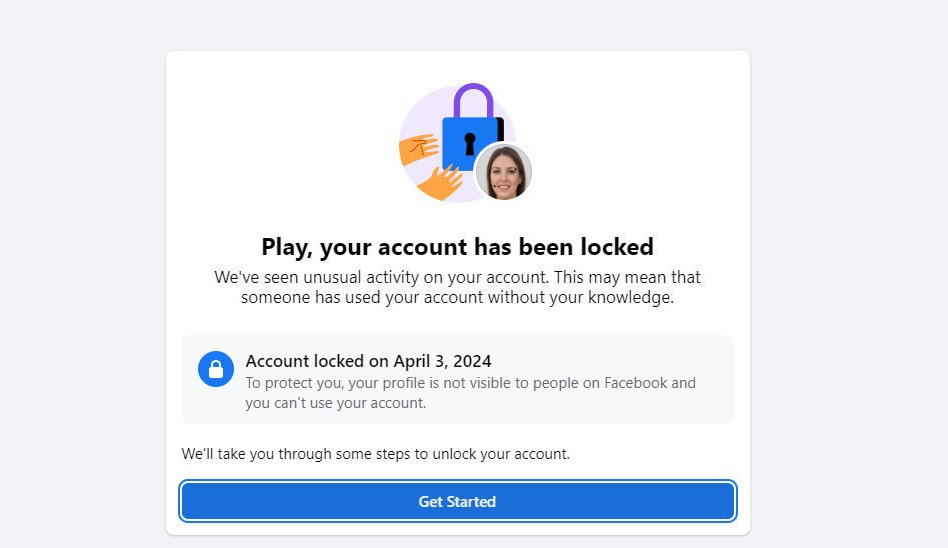 Play, your account has been locked
We've seen unusual activity on your account. This may mean that
someone has used your account without your knowledge.
Account locked on April 3, 2024
To protect you, your profile is not visible to people on Facebook and
you can't use your account.
We'll take you through some steps to unlock your account.
Get Started